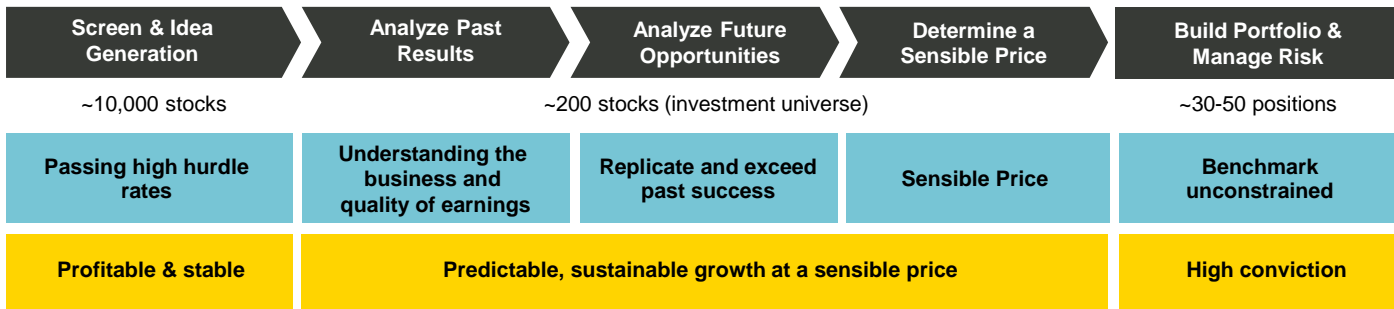 Screen & Idea
Generation
Analyze Past
Results
Analyze Future
Opportunities
Determine a
Sensible Price
Build Portfolio &
Manage Risk
~10,000 stocks
~200 stocks (investment universe)
~30-50 positions
Passing high hurdle
rates
Understanding the
business and
quality of earnings
Replicate and exceed
past success
Sensible Price
Benchmark
unconstrained
Profitable & stable
Predictable, sustainable growth at a sensible price
High conviction